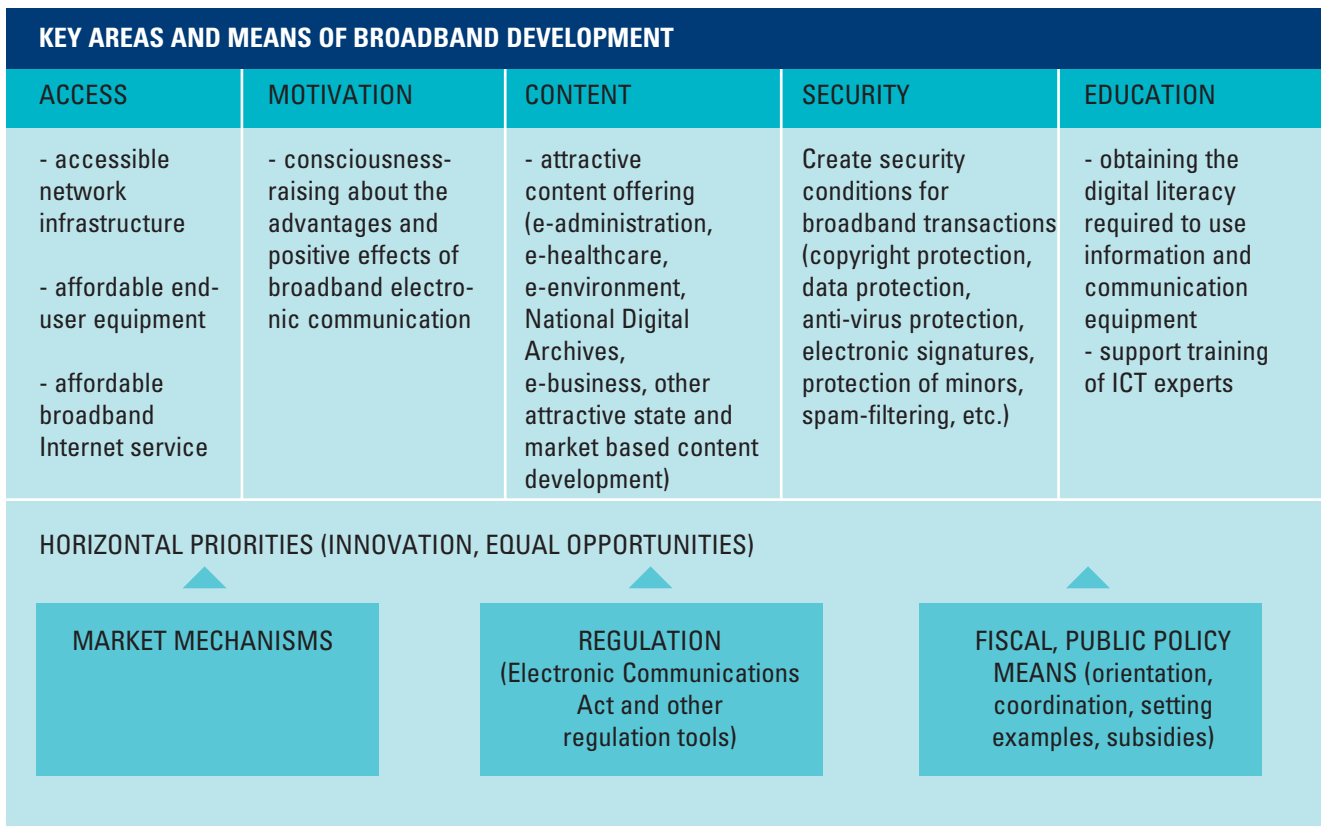 KEY AREAS AND MEANS OF BROADBAND DEVELOPMENT
ACCESS
- accessible
network
infrastructure
- affordable end-
user equipment
- affordable
broadband
Internet service
MOTIVATION
- consciousness-
raising about the
advantages and
positive effects of
broadband electro-
nic communication
CONTENT
- attractive
content offering
(e-administration,
e-healthcare,
e-environment,
National Digital
Archives,
e-business, other
attractive state and
market based content
development)
SECURITY
Create security
conditions for
broadband transactions
(copyright protection,
data protection,
anti-virus protection,
electronic signatures,
protection of minors,
spam-filtering, etc.)
EDUCATION
- obtaining the
digital literacy
required to use
information and
communication
equipment
- support training
of ICT experts
HORIZONTAL PRIORITIES (INNOVATION, EQUAL OPPORTUNITIES)
MARKET MECHANISMS
REGULATION
(Electronic Communications
Act and other
regulation tools)
FISCAL, PUBLIC POLICY
MEANS (orientation,
coordination, setting
examples, subsidies)